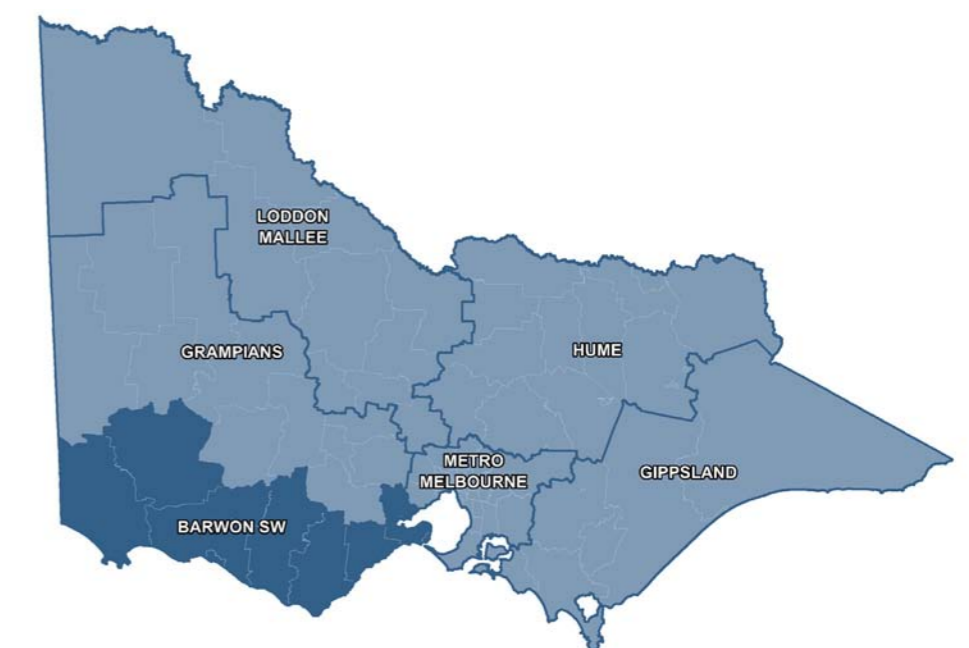 LODDON
MALLEE
GRAMPIANS
HUME
METRO
MELBOURNE
GIPPSLAND
BARWON SW